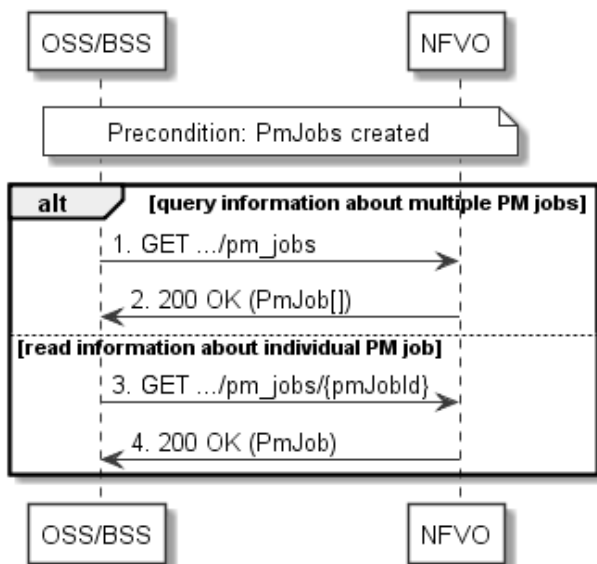 OSS/BSS NFVO
Precondition: PmJobs created
alt [query information about multiple PM jobs]
1. GET .../pm_jobs
2. 200 OK (PmJob[])
[read information about individual PM job]
3. GET .../pm_jobs/{pmJobId}
4. 200 OK (PmJob)
OSS/BSS NFVO